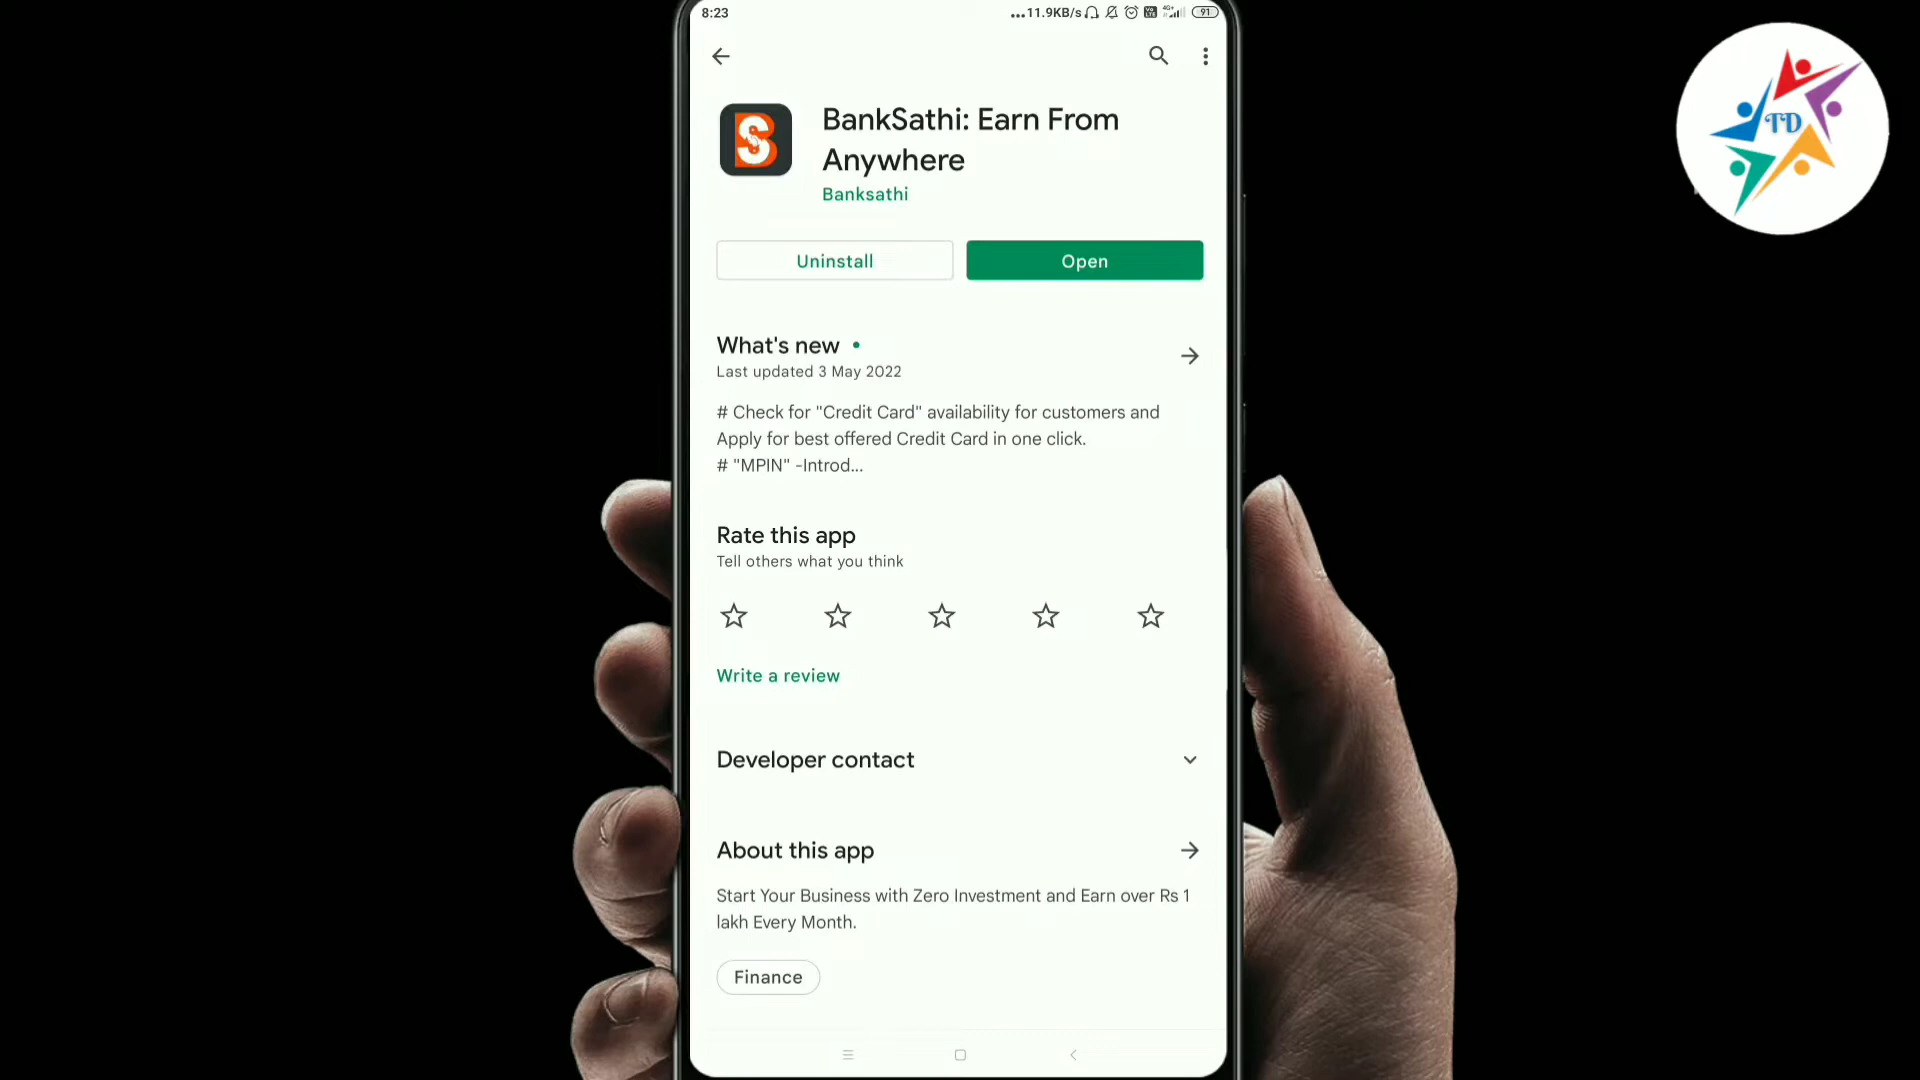 8:23
...11.9KB/s
4G+
91
TD
BankSathi: Earn From
Anywhere
Banksathi
Uninstall
Open
What's new •
Last updated 3 May 2022
# Check for "Credit Card" availability for customers and
Apply for best offered Credit Card in one click.
# "MPIN" -Introd...
Rate this app
Tell others what you think
Write a review
Developer contact
About this app
Start Your Business with Zero Investment and Earn over Rs 1
lakh Every Month.
Finance